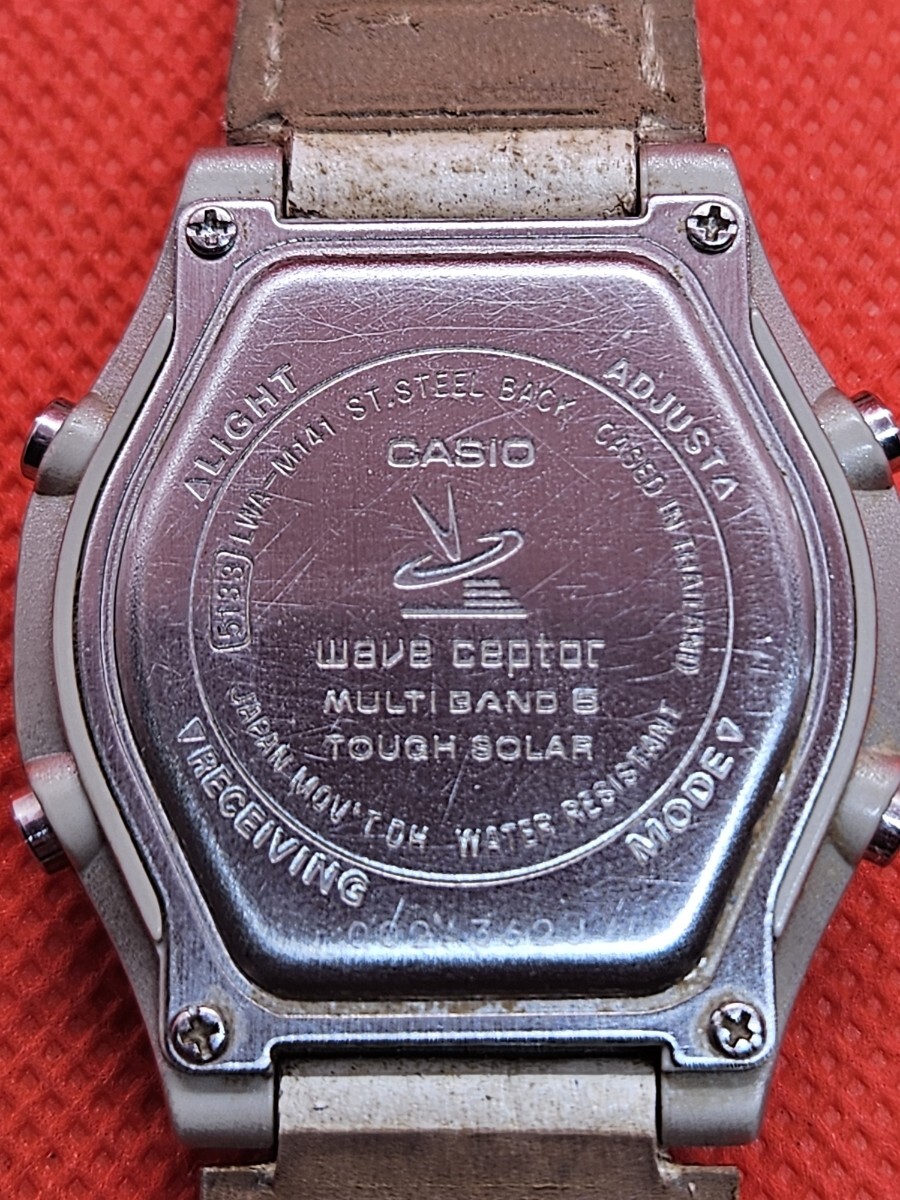 △LIGHT
ADJUST△
5133 LWA-M141 ST.STEEL BACK CASED IN THAILAND
CASIO
wave ceptor
MULTI BAND 6
TOUGH SOLAR
JAPAN MOV'T DH WATER RESISTANT
▽RECEIVING
MODE▽